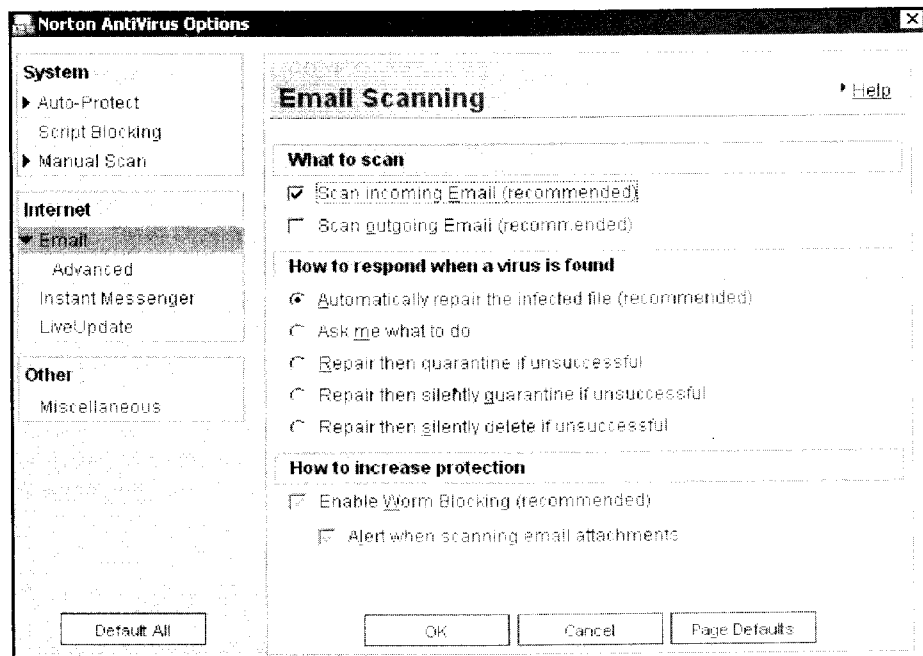 Norton AntiVirus Options
System
Auto-Protect
Script Blocking
Manual Scan
Internet
Email
Advanced
Instant Messenger
LiveUpdate
Other
Miscellaneous
Default All
Email Scanning
Help
What to scan
Scan incoming Email (recommended)
Scan outgoing Email (recommended)
How to respond when a virus is found
Automatically repair the infected file (recommended)
Ask me what to do
Repair then quarantine if unsuccessful
Repair then silently quarantine if unsuccessful
Repair then silently delete if unsuccessful
How to increase protection
Enable Worm Blocking (recommended)
Alert when scanning email attachments
OK
Cancel
Page Defaults